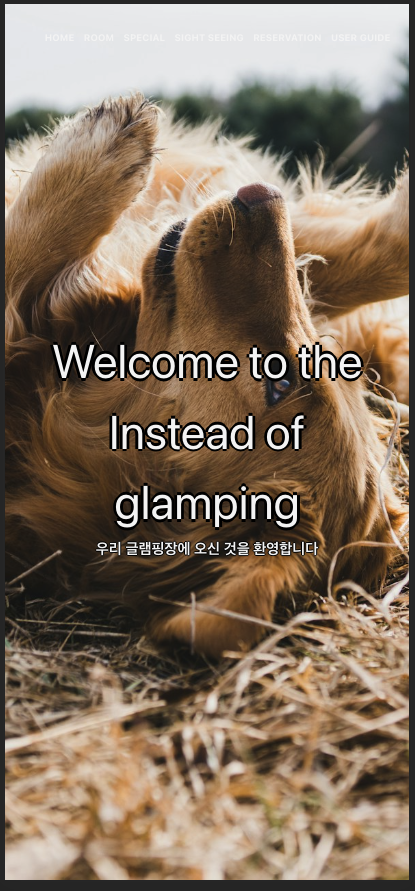 HOME ROOM SPECIAL SIGHT SEEING RESERVATION USER GUIDE
Welcome to the
Instead of
glamping
우리 글램핑장에 오신 것을 환영합니다